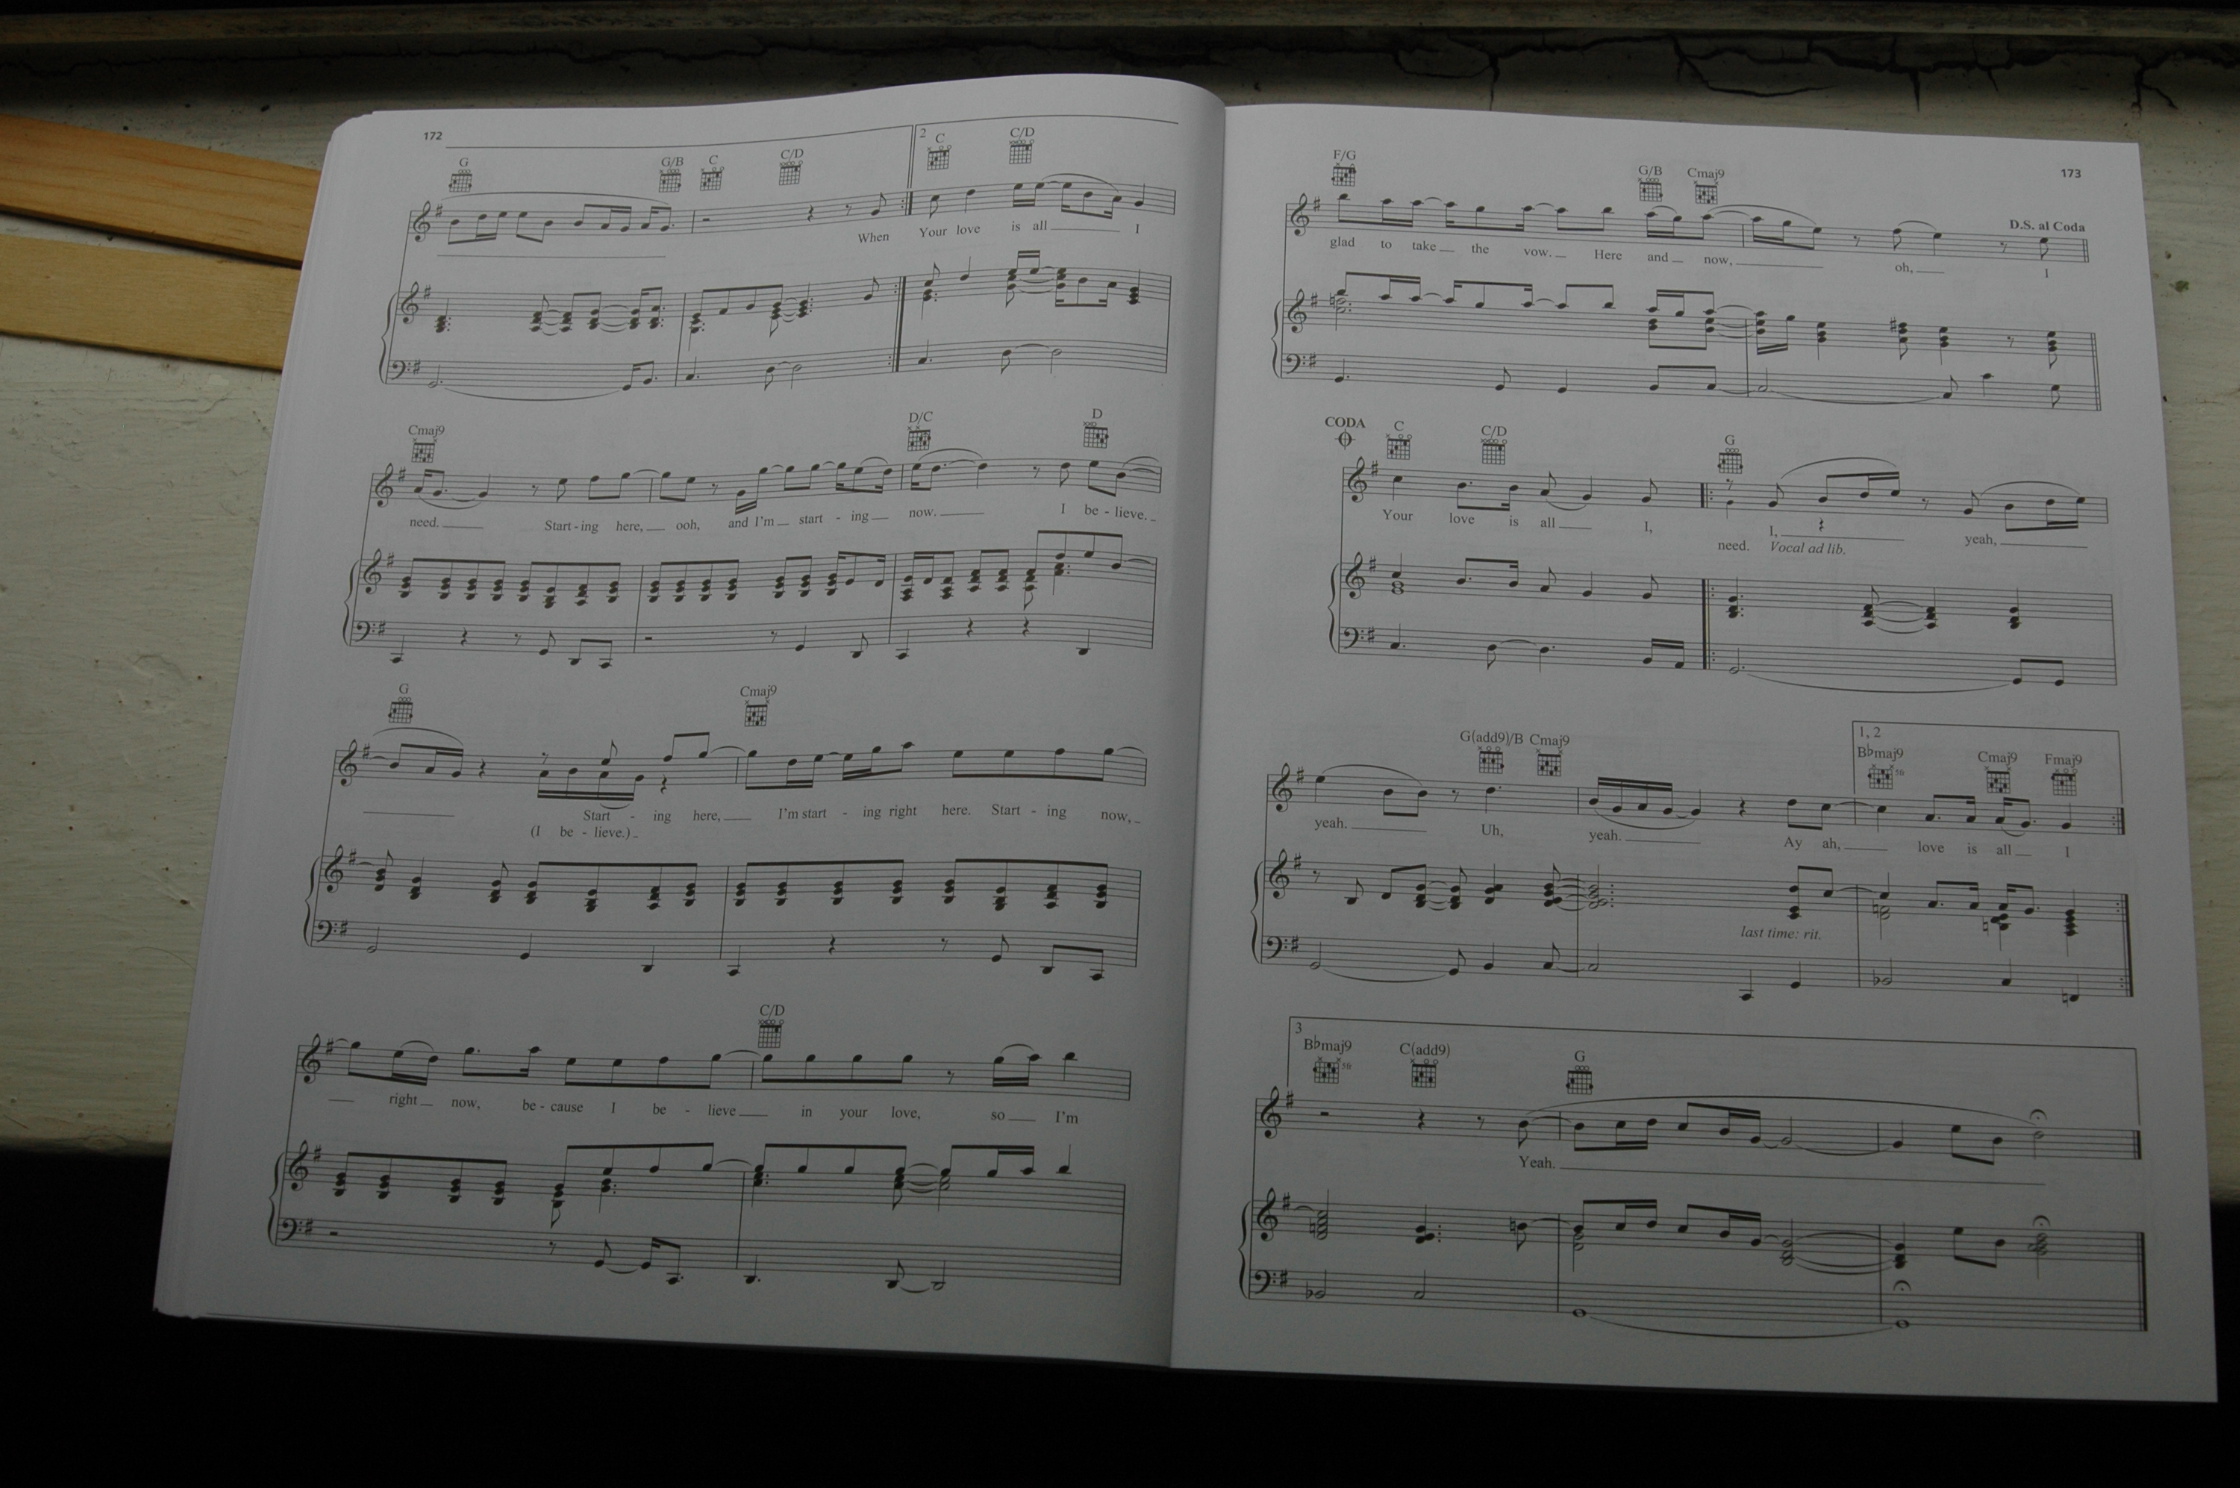 172
G G/B C C/D 2 C C/D
When Your love is all I
Cmaj9 D/C D
need. Start - ing here, ooh, and I'm start - ing now. I be - lieve.
G Cmaj9
Start - ing here, I'm start - ing right here. Start - ing now,
(I be - lieve.)
C/D
right now, be - cause I be - lieve in your love, so I'm
173
F/G G/B Cmaj9
D.S. al Coda
glad to take the vow. Here and now, oh, I
CODA C C/D G
Your love is all I, I, yeah,
need. Vocal ad lib.
1, 2
G(add9)/B Cmaj9 B♭maj9 Cmaj9 Fmaj9
yeah. Uh, yeah. Ay ah, love is all I
last time: rit.
3
B♭maj9 C(add9) G
Yeah.